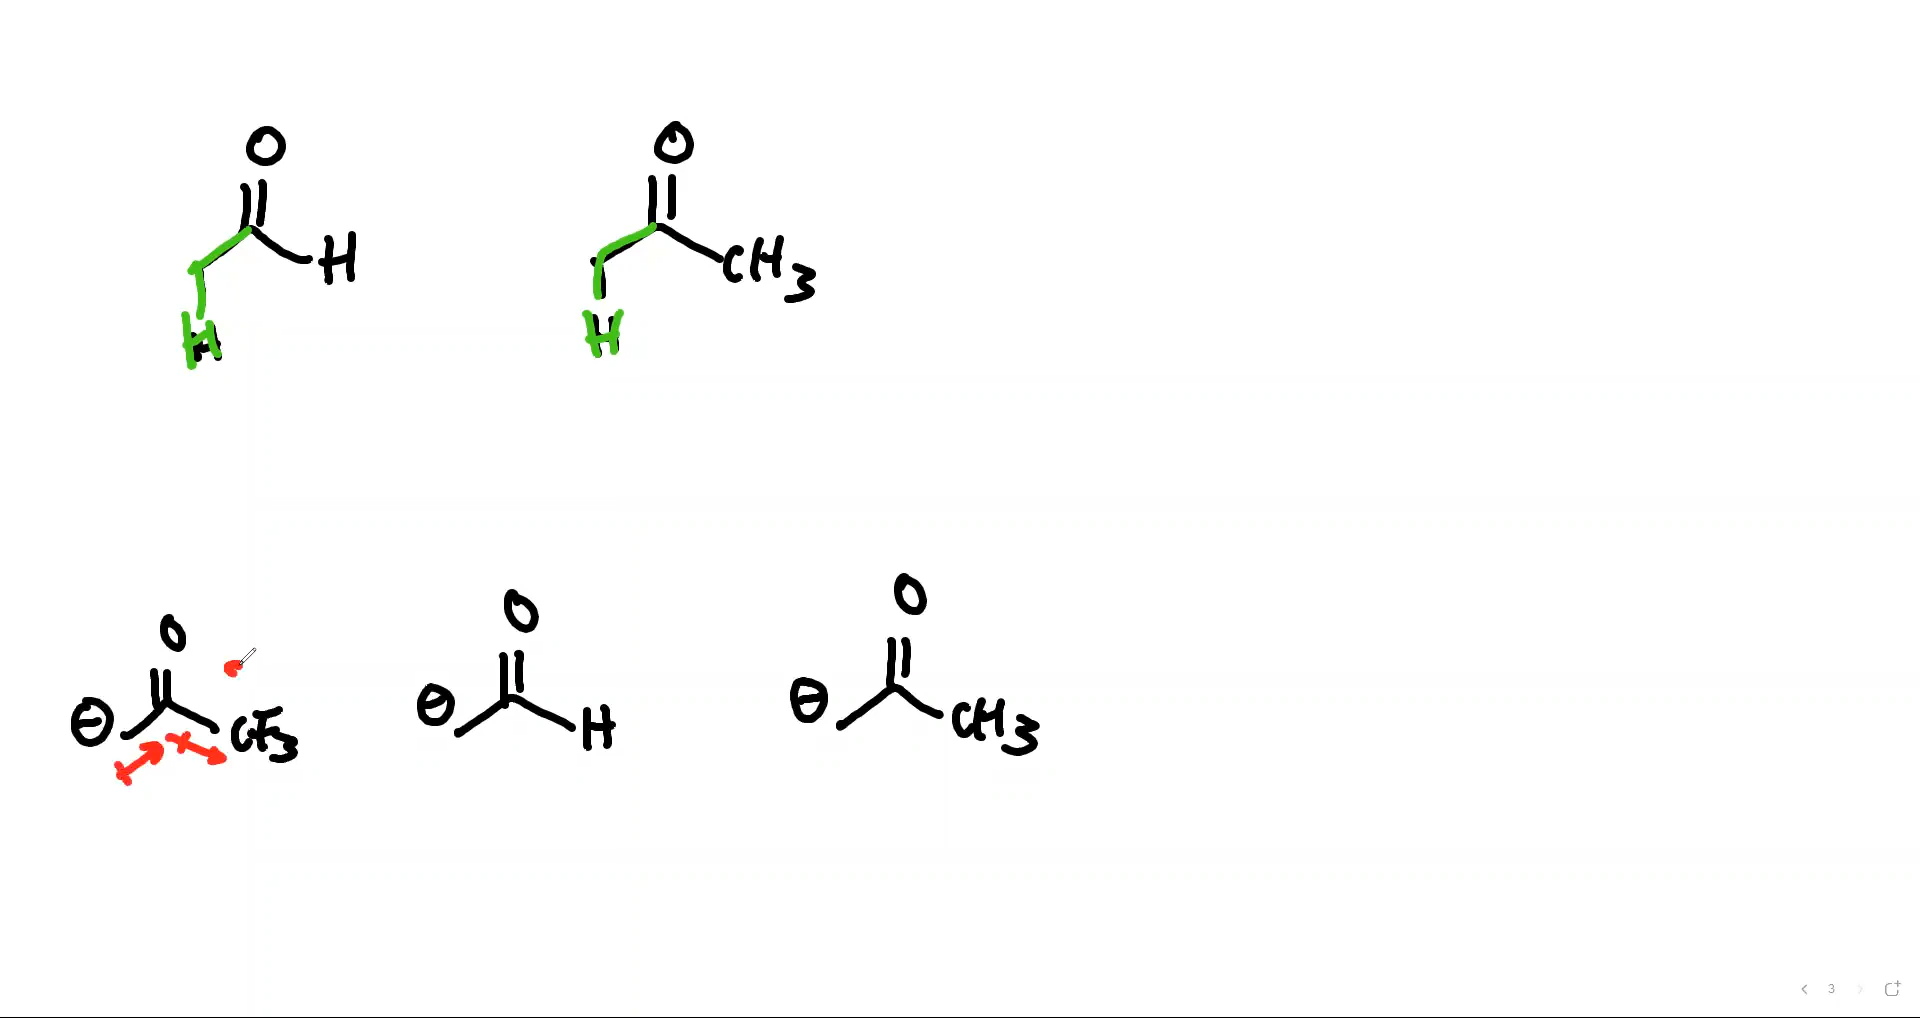 O O
H CH3
H H
O O O
⊖ CF3 ⊖ H ⊖ CH3
3